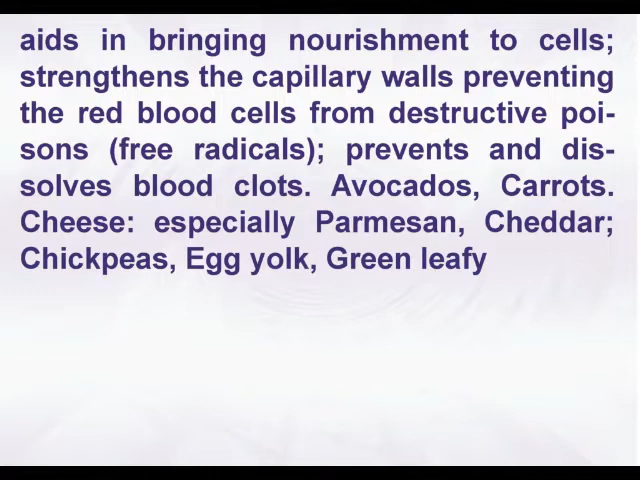 aids in bringing nourishment to cells;
strengthens the capillary walls preventing
the red blood cells from destructive poi-
sons (free radicals); prevents and dis-
solves blood clots. Avocados, Carrots.
Cheese: especially Parmesan, Cheddar;
Chickpeas, Egg yolk, Green leafy